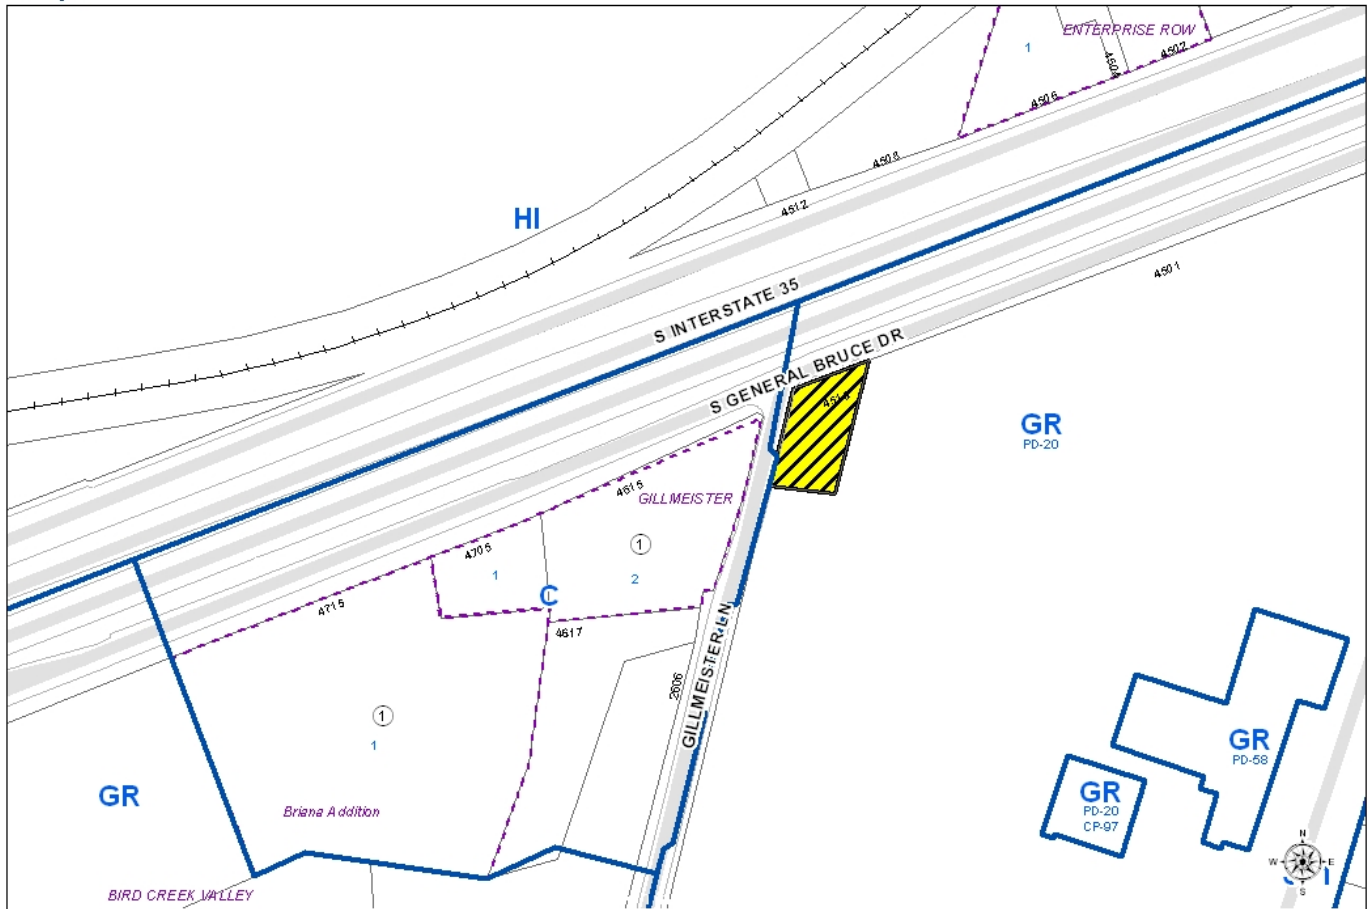 ENTERPRISE ROW
1
4502
4504
4506
4508
4512
HI
S INTERSTATE 35
4501
S GENERAL BRUCE DR
GR
PD-20
4615
GILLMEISTER
1
4705
1
2
C
4715
4617
2606
GILLMEISTER LN
1
1
GR
Briana Addition
BIRD CREEK VALLEY
GR
PD-58
GR
PD-20
CP-97
N
W
E
S